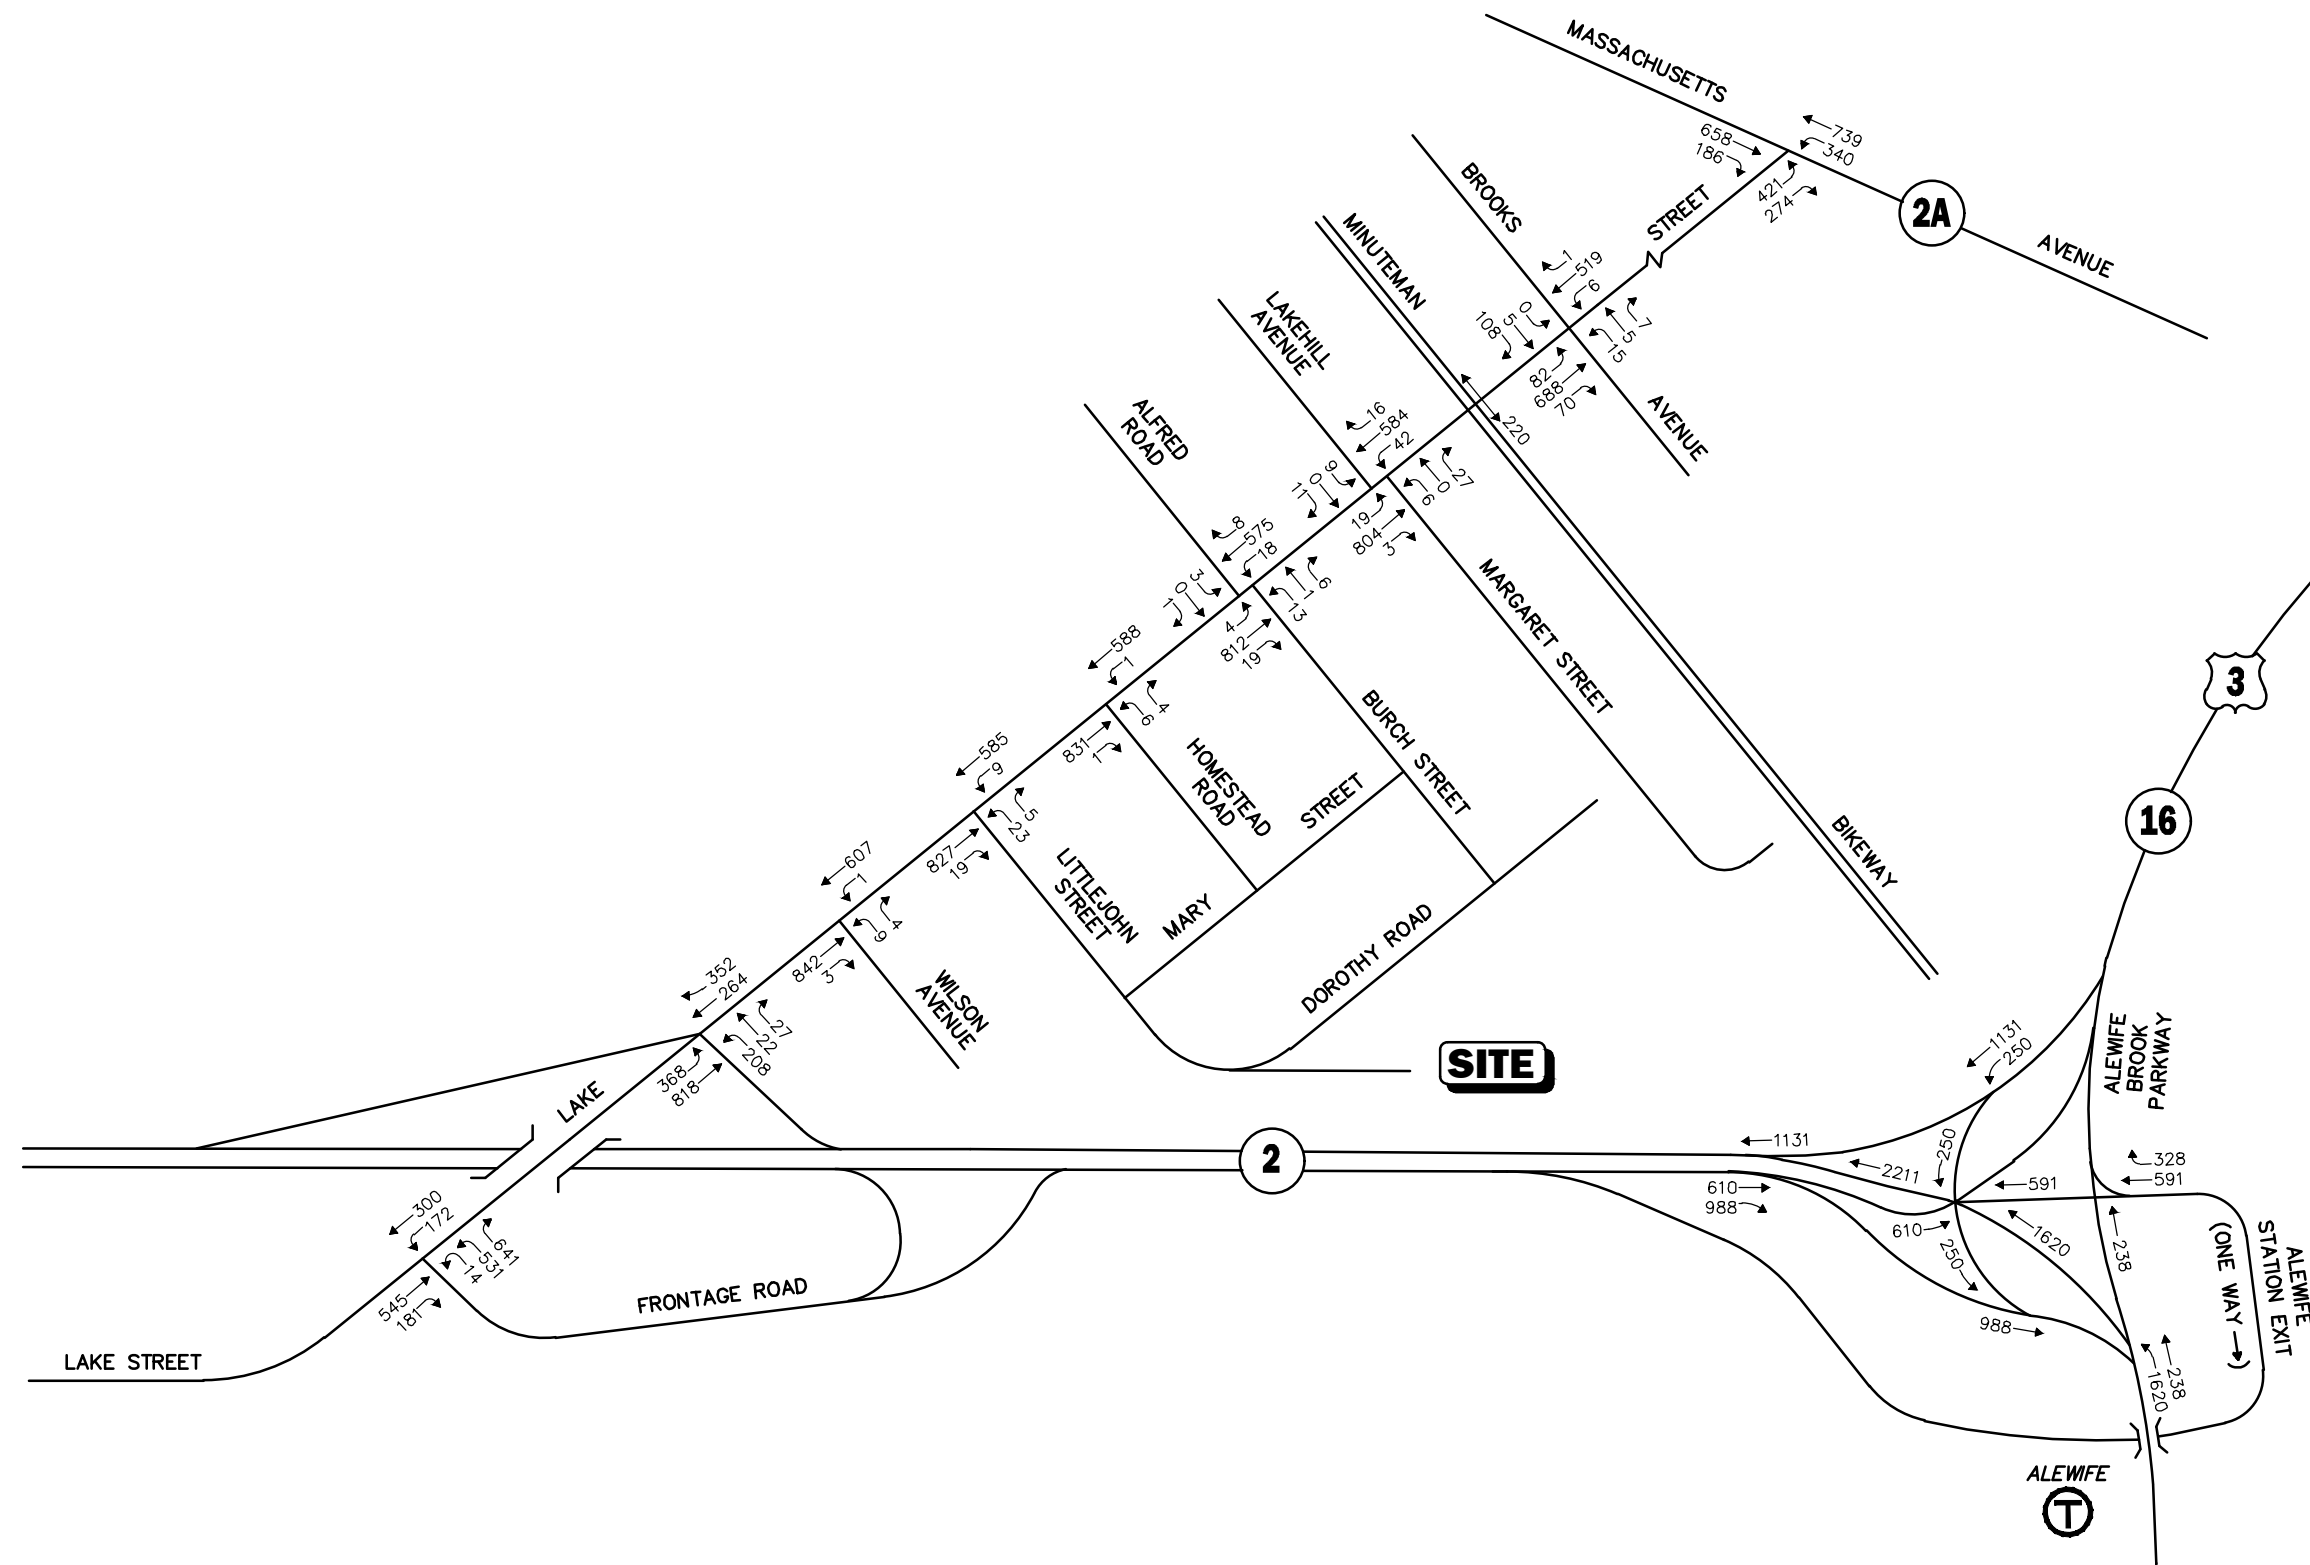 MASSACHUSETTS
AVENUE
2A
739
340
658
186
421
274
STREET
BROOKS
AVENUE
1
519
6
0
5
108
7
5
15
82
688
70
MINUTEMAN
BIKEWAY
220
LAKEHILL
AVENUE
16
584
42
9
0
11
27
0
6
19
804
3
MARGARET STREET
ALFRED
ROAD
8
575
18
3
0
1
6
1
13
4
812
19
BURCH STREET
588
1
4
6
831
1
HOMESTEAD
ROAD
585
9
5
23
827
19
LITTLEJOHN
STREET
MARY
STREET
DOROTHY ROAD
607
1
4
9
842
3
WILSON
AVENUE
352
264
27
22
208
368
818
LAKE
SITE
2
300
172
641
531
14
545
181
FRONTAGE ROAD
LAKE STREET
3
16
ALEWIFE
BROOK
PARKWAY
1131
250
1131
2211
250
591
328
591
610
988
610
250
1620
238
988
238
1620
ALEWIFE
STATION EXIT
(ONE WAY)
ALEWIFE
T